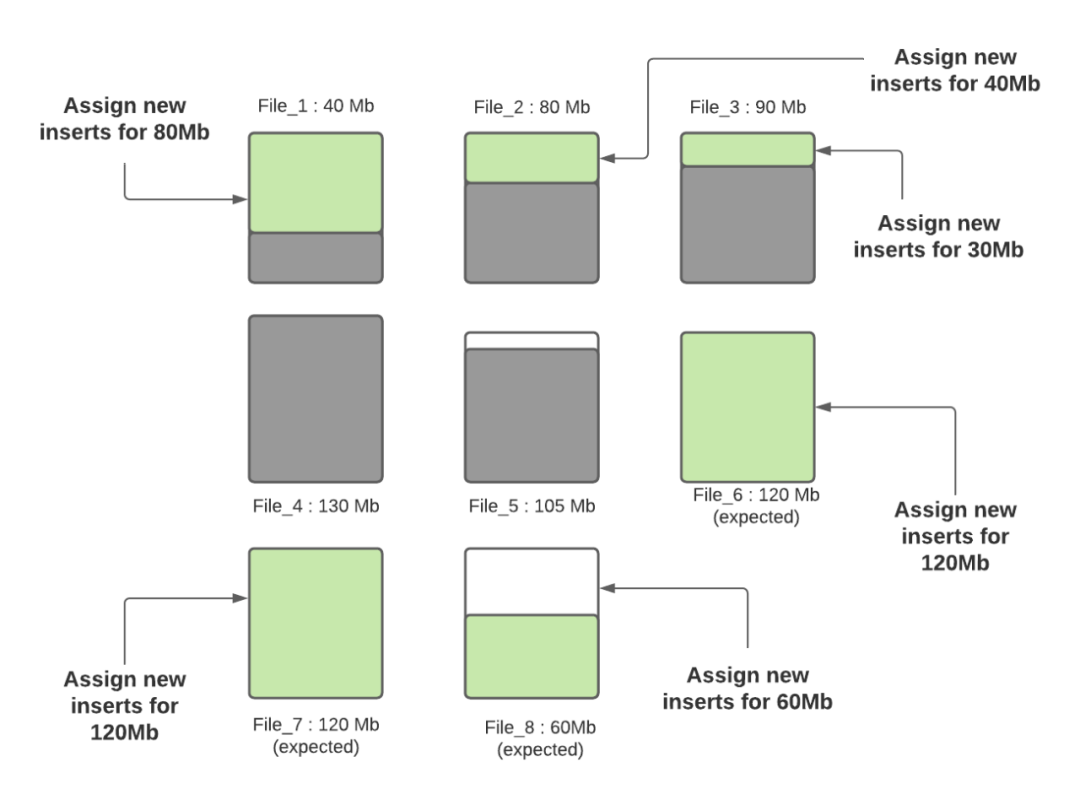 Assign new
inserts for 80Mb
File_1 : 40 Mb
File_2 : 80 Mb
File_3 : 90 Mb
Assign new
inserts for 40Mb
Assign new
inserts for 30Mb
File_4 : 130 Mb
File_5 : 105 Mb
File_6 : 120 Mb
(expected)
Assign new
inserts for
120Mb
Assign new
inserts for
120Mb
File_7 : 120 Mb
(expected)
File_8 : 60Mb
(expected)
Assign new
inserts for 60Mb